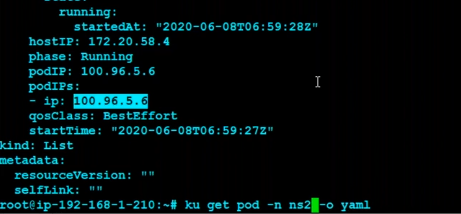 running:
startedAt: "2020-06-08T06:59:28Z"
hostIP: 172.20.58.4
phase: Running
podIP: 100.96.5.6
podIPs:
- ip: 100.96.5.6
qosClass: BestEffort
startTime: "2020-06-08T06:59:27Z"
kind: List
metadata:
resourceVersion: ""
selfLink: ""
root@ip-192-168-1-210:~# ku get pod -n ns2 -o yaml